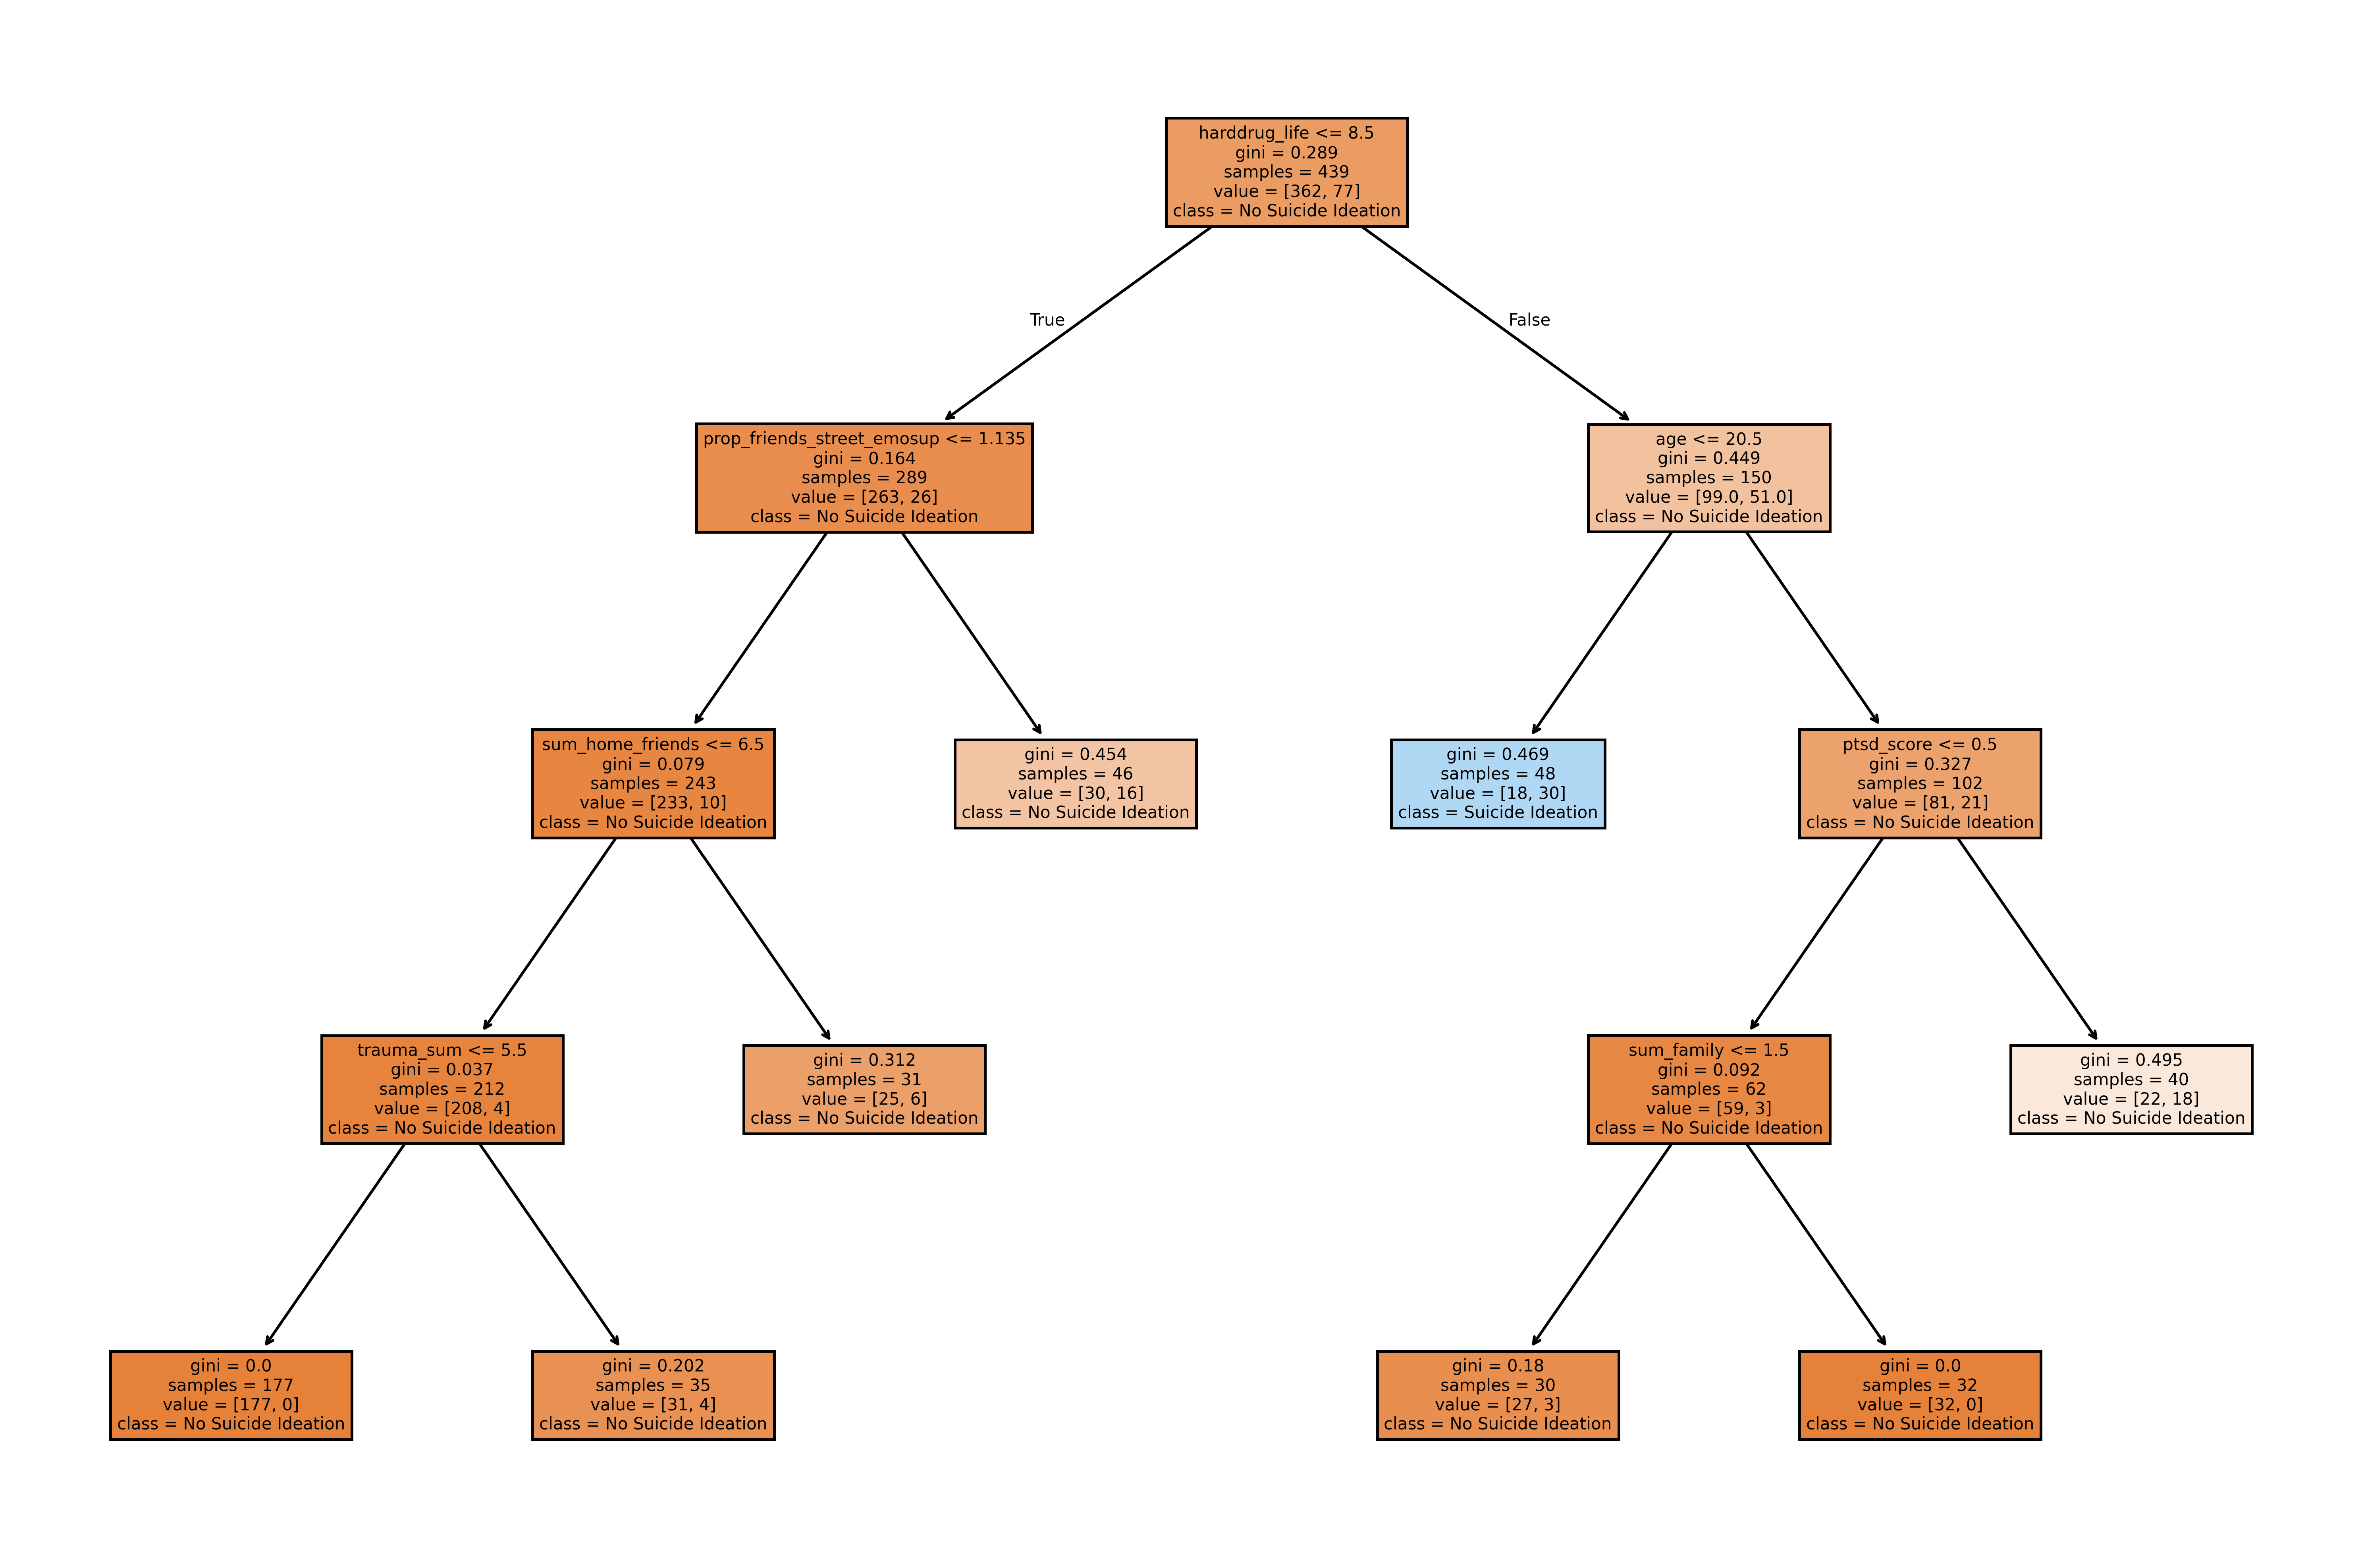 harddrug_life <= 8.5
gini = 0.289
samples = 439
value = [362, 77]
class = No Suicide Ideation
True
False
prop_friends_street_emosup <= 1.135
gini = 0.164
samples = 289
value = [263, 26]
class = No Suicide Ideation
age <= 20.5
gini = 0.449
samples = 150
value = [99.0, 51.0]
class = No Suicide Ideation
sum_home_friends <= 6.5
gini = 0.079
samples = 243
value = [233, 10]
class = No Suicide Ideation
gini = 0.454
samples = 46
value = [30, 16]
class = No Suicide Ideation
gini = 0.469
samples = 48
value = [18, 30]
class = Suicide Ideation
ptsd_score <= 0.5
gini = 0.327
samples = 102
value = [81, 21]
class = No Suicide Ideation
trauma_sum <= 5.5
gini = 0.037
samples = 212
value = [208, 4]
class = No Suicide Ideation
gini = 0.312
samples = 31
value = [25, 6]
class = No Suicide Ideation
sum_family <= 1.5
gini = 0.092
samples = 62
value = [59, 3]
class = No Suicide Ideation
gini = 0.495
samples = 40
value = [22, 18]
class = No Suicide Ideation
gini = 0.0
samples = 177
value = [177, 0]
class = No Suicide Ideation
gini = 0.202
samples = 35
value = [31, 4]
class = No Suicide Ideation
gini = 0.18
samples = 30
value = [27, 3]
class = No Suicide Ideation
gini = 0.0
samples = 32
value = [32, 0]
class = No Suicide Ideation